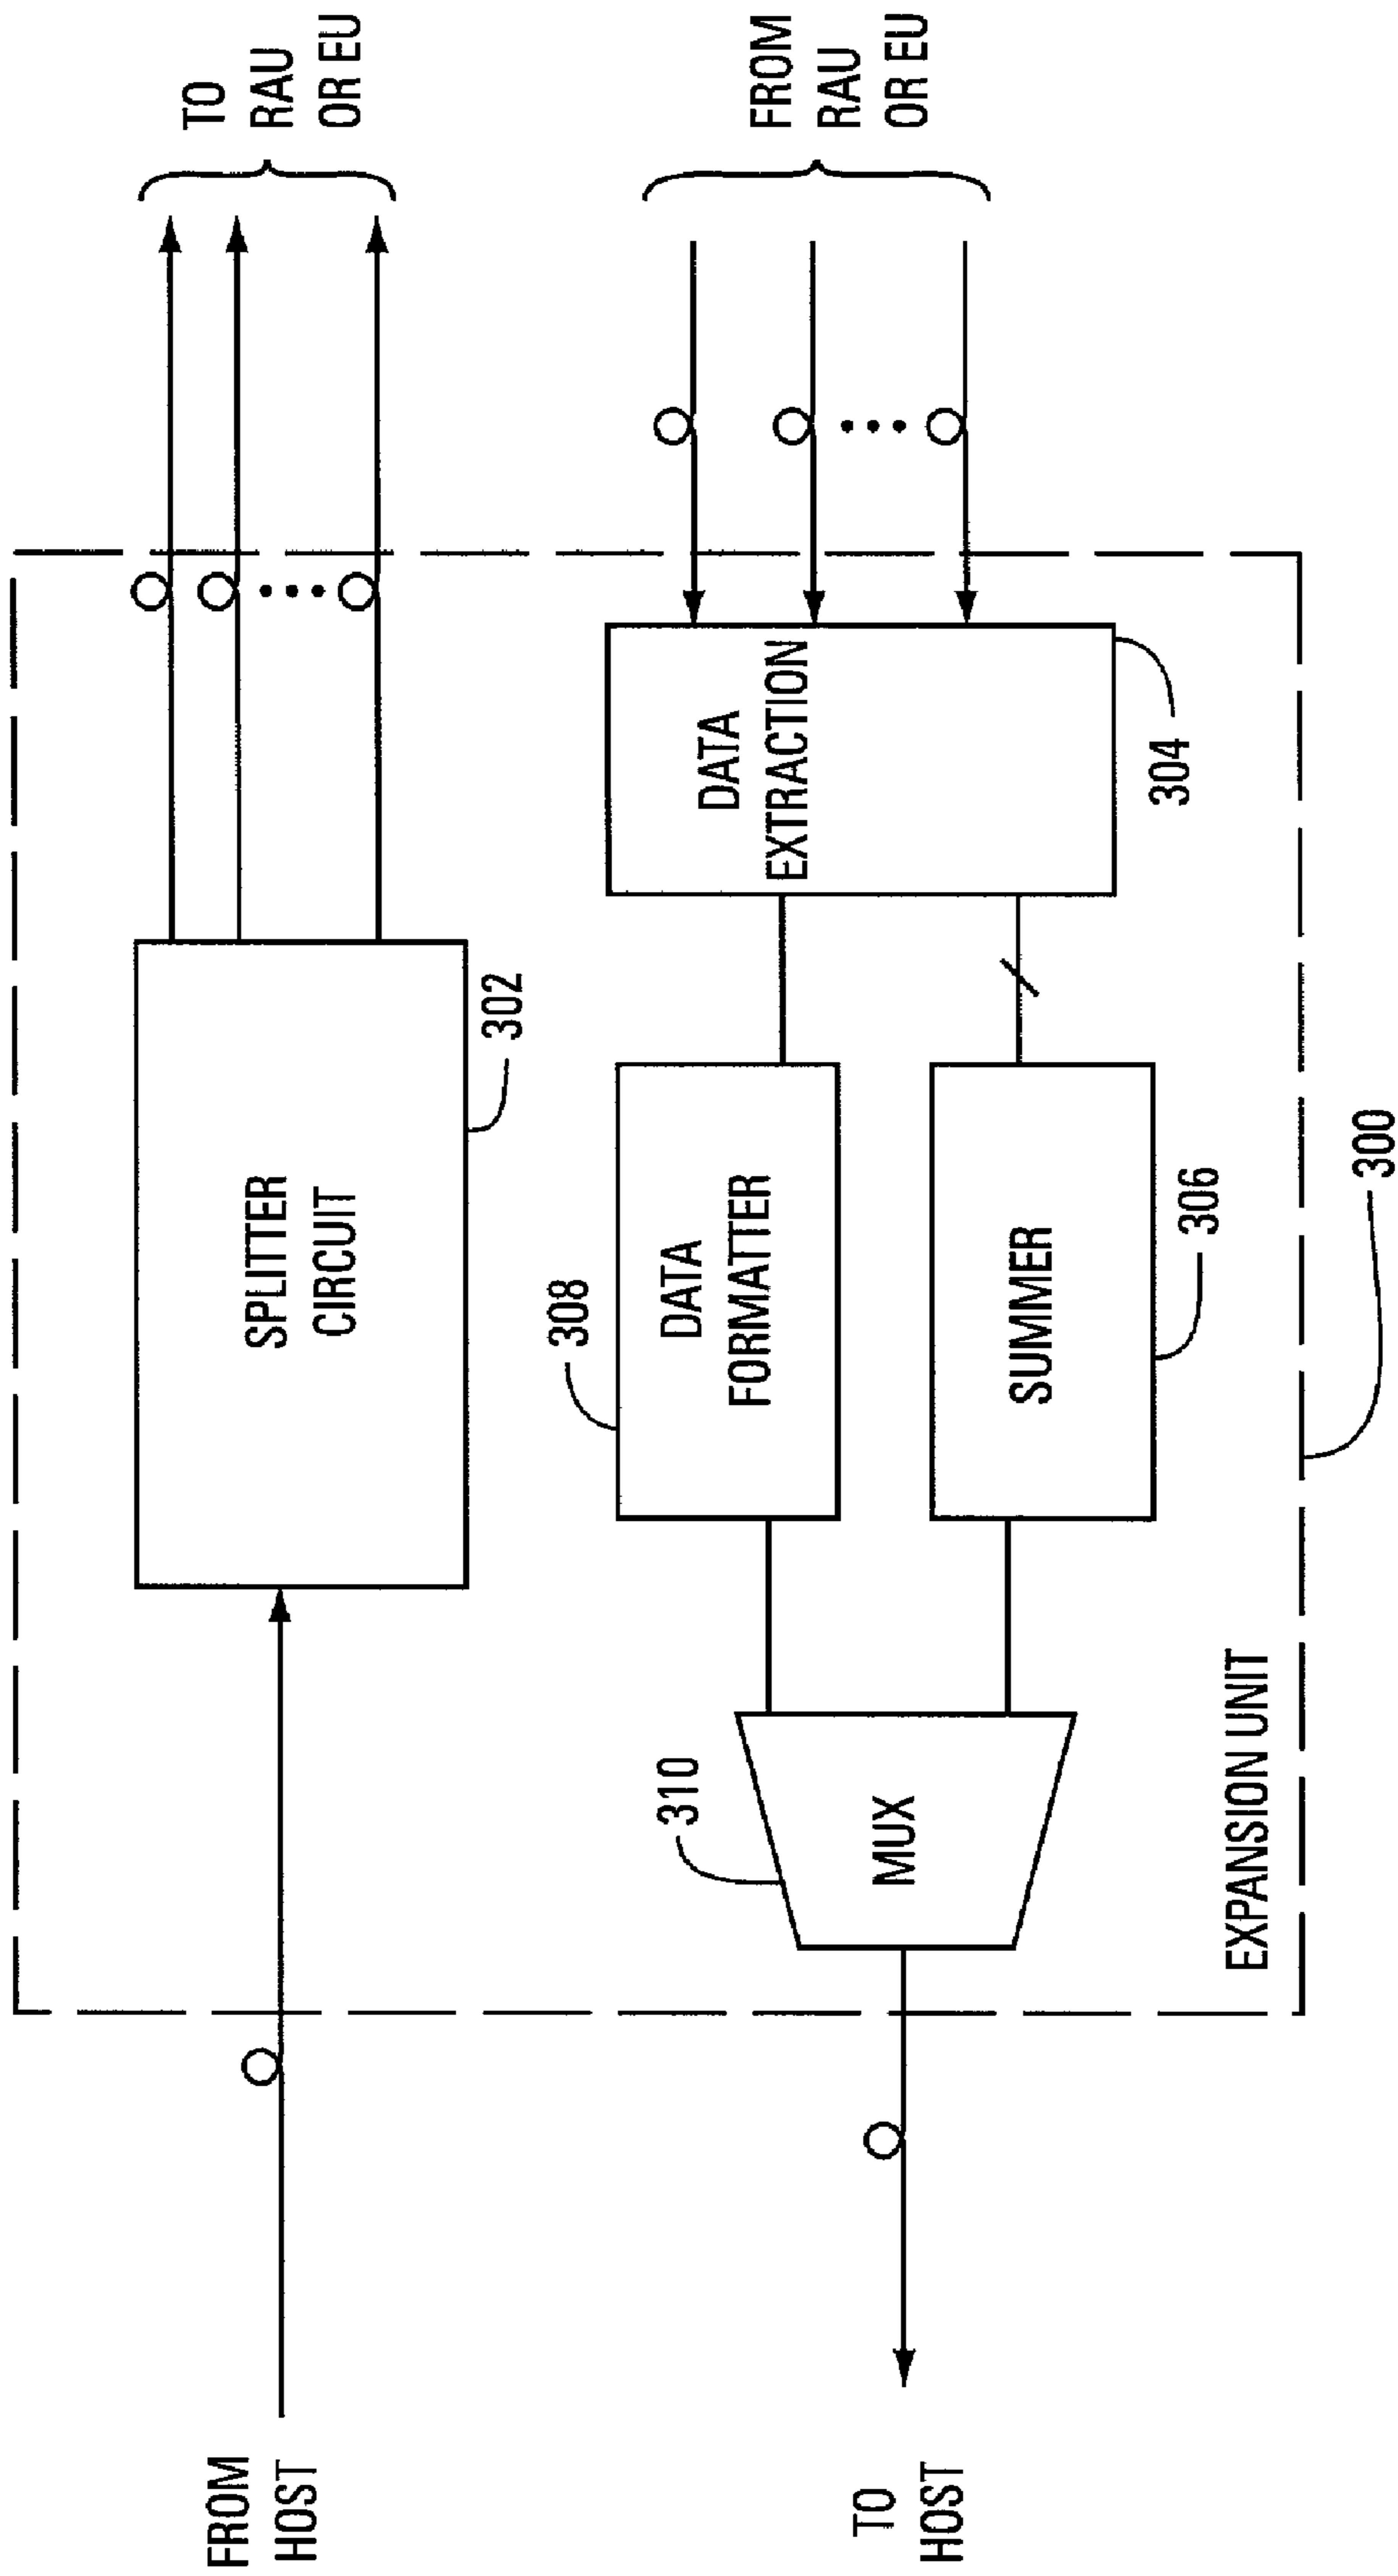 FROM
HOST
SPLITTER
CIRCUIT
302
TO
RAU
OR EU
TO
HOST
310
MUX
308
DATA
FORMATTER
SUMMER
306
DATA
EXTRACTION
304
FROM
RAU
OR EU
EXPANSION UNIT
300